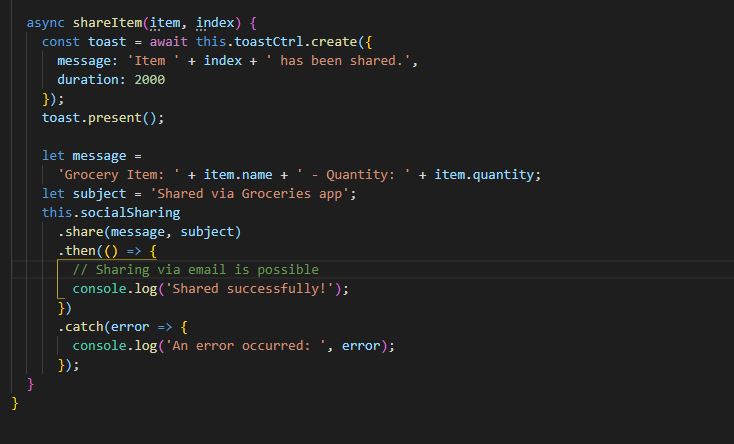 async shareItem(item, index) {
const toast = await this.toastCtrl.create({
message: 'Item ' + index + ' has been shared.',
duration: 2000
});
toast.present();
let message =
'Grocery Item: ' + item.name + ' - Quantity: ' + item.quantity;
let subject = 'Shared via Groceries app';
this.socialSharing
.share(message, subject)
.then(() => {
// Sharing via email is possible
console.log('Shared successfully!');
})
.catch(error => {
console.log('An error occurred: ', error);
});
}
}